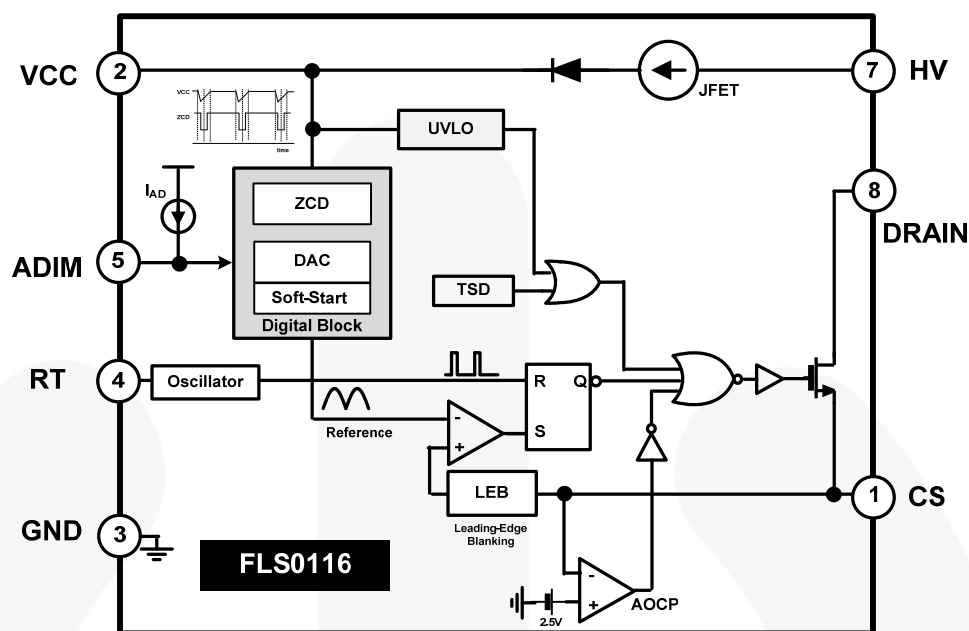 VCC
2
7
HV
JFET
VCC
ZCD
time
UVLO
IAD
ZCD
8
DRAIN
ADIM
5
DAC
Soft-Start
Digital Block
TSD
RT
4
Oscillator
R
Q
Reference
-
+
S
LEB
Leading-Edge
Blanking
1
CS
GND
3
FLS0116
-
+
AOCP
2.5V